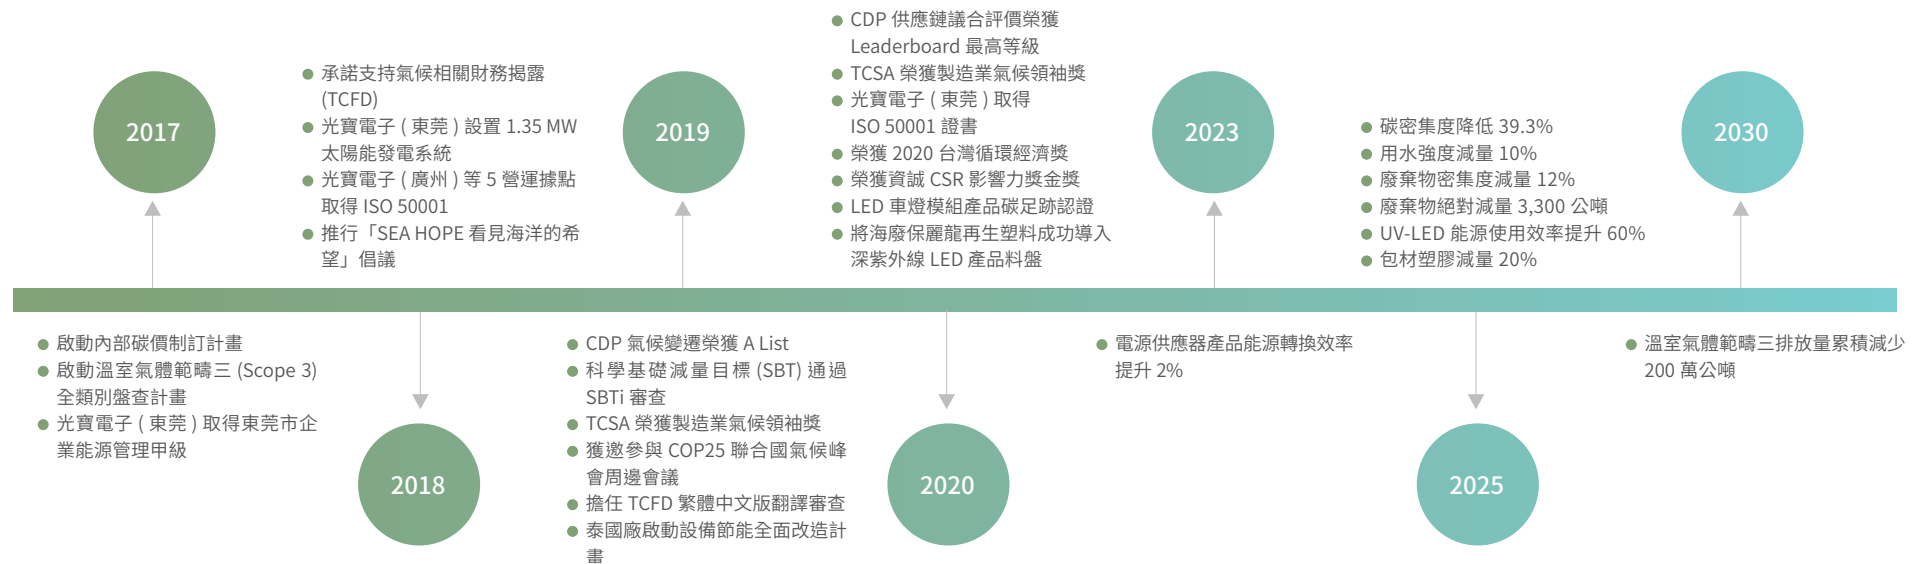 2017
啟動內部碳價制訂計畫
啟動溫室氣體範疇三 (Scope 3)
全類別盤查計畫
光寶電子 ( 東莞 ) 取得東莞市企
業能源管理甲級
承諾支持氣候相關財務揭露
(TCFD)
光寶電子 ( 東莞 ) 設置 1.35 MW
太陽能發電系統
光寶電子 ( 廣州 ) 等 5 營運據點
取得 ISO 50001
推行「SEA HOPE 看見海洋的希
望」倡議
2018
2019
CDP 氣候變遷榮獲 A List
科學基礎減量目標 (SBT) 通過
SBTi 審查
TCSA 榮獲製造業氣候領袖獎
獲邀參與 COP25 聯合國氣候峰
會周邊會議
擔任 TCFD 繁體中文版翻譯審查
泰國廠啟動設備節能全面改造計
畫
CDP 供應鏈議合評價榮獲
Leaderboard 最高等級
TCSA 榮獲製造業氣候領袖獎
光寶電子 ( 東莞 ) 取得
ISO 50001 證書
榮獲 2020 台灣循環經濟獎
榮獲資誠 CSR 影響力獎金獎
LED 車燈模組產品碳足跡認證
將海廢保麗龍再生塑料成功導入
深紫外線 LED 產品料盤
2020
2023
電源供應器產品能源轉換效率
提升 2%
碳密集度降低 39.3%
用水強度減量 10%
廢棄物密集度減量 12%
廢棄物絕對減量 3,300 公噸
UV-LED 能源使用效率提升 60%
包材塑膠減量 20%
2025
2030
溫室氣體範疇三排放量累積減少
200 萬公噸